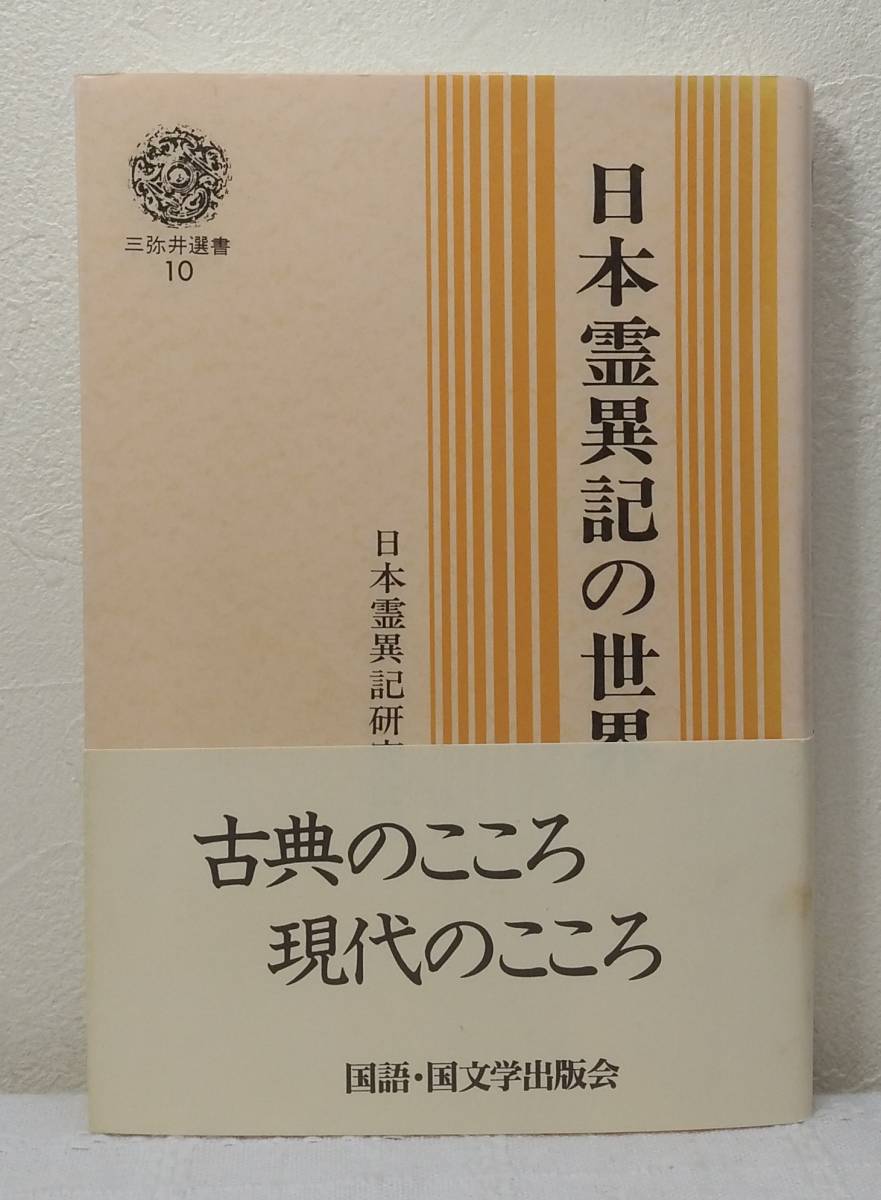 日本霊異記の世界
日本霊異記研究
三弥井選書
10
古典のこころ
現代のこころ
国語・国文学出版会